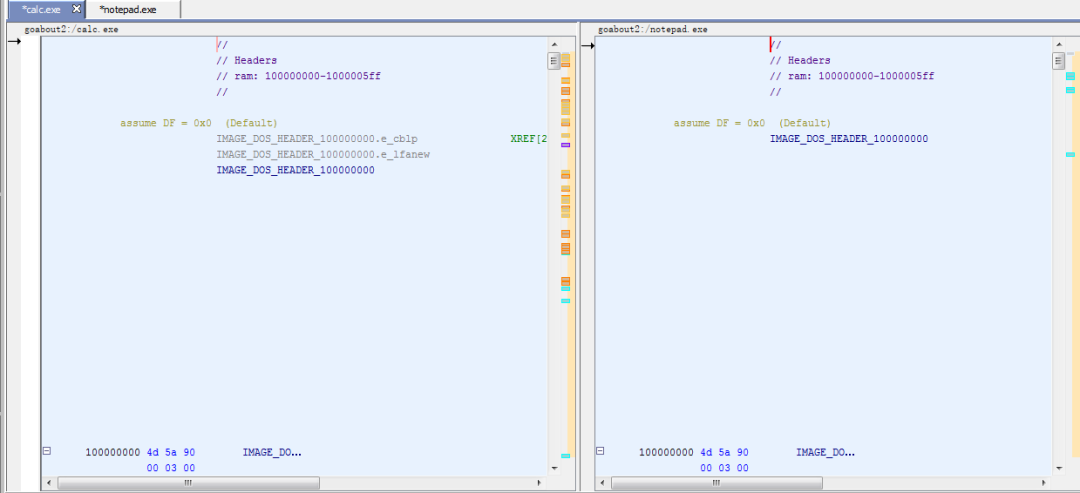 *calc.exe *notepad.exe
goabout2:/calc.exe
//
// Headers
// ram: 100000000-1000005ff
//
assume DF = 0x0 (Default)
IMAGE_DOS_HEADER_100000000.e_cblp XREF[2
IMAGE_DOS_HEADER_100000000.e_lfanew
IMAGE_DOS_HEADER_100000000
100000000 4d 5a 90 IMAGE_DO...
00 03 00
goabout2:/notepad.exe
//
// Headers
// ram: 100000000-1000005ff
//
assume DF = 0x0 (Default)
IMAGE_DOS_HEADER_100000000
100000000 4d 5a 90 IMAGE_DO...
00 03 00